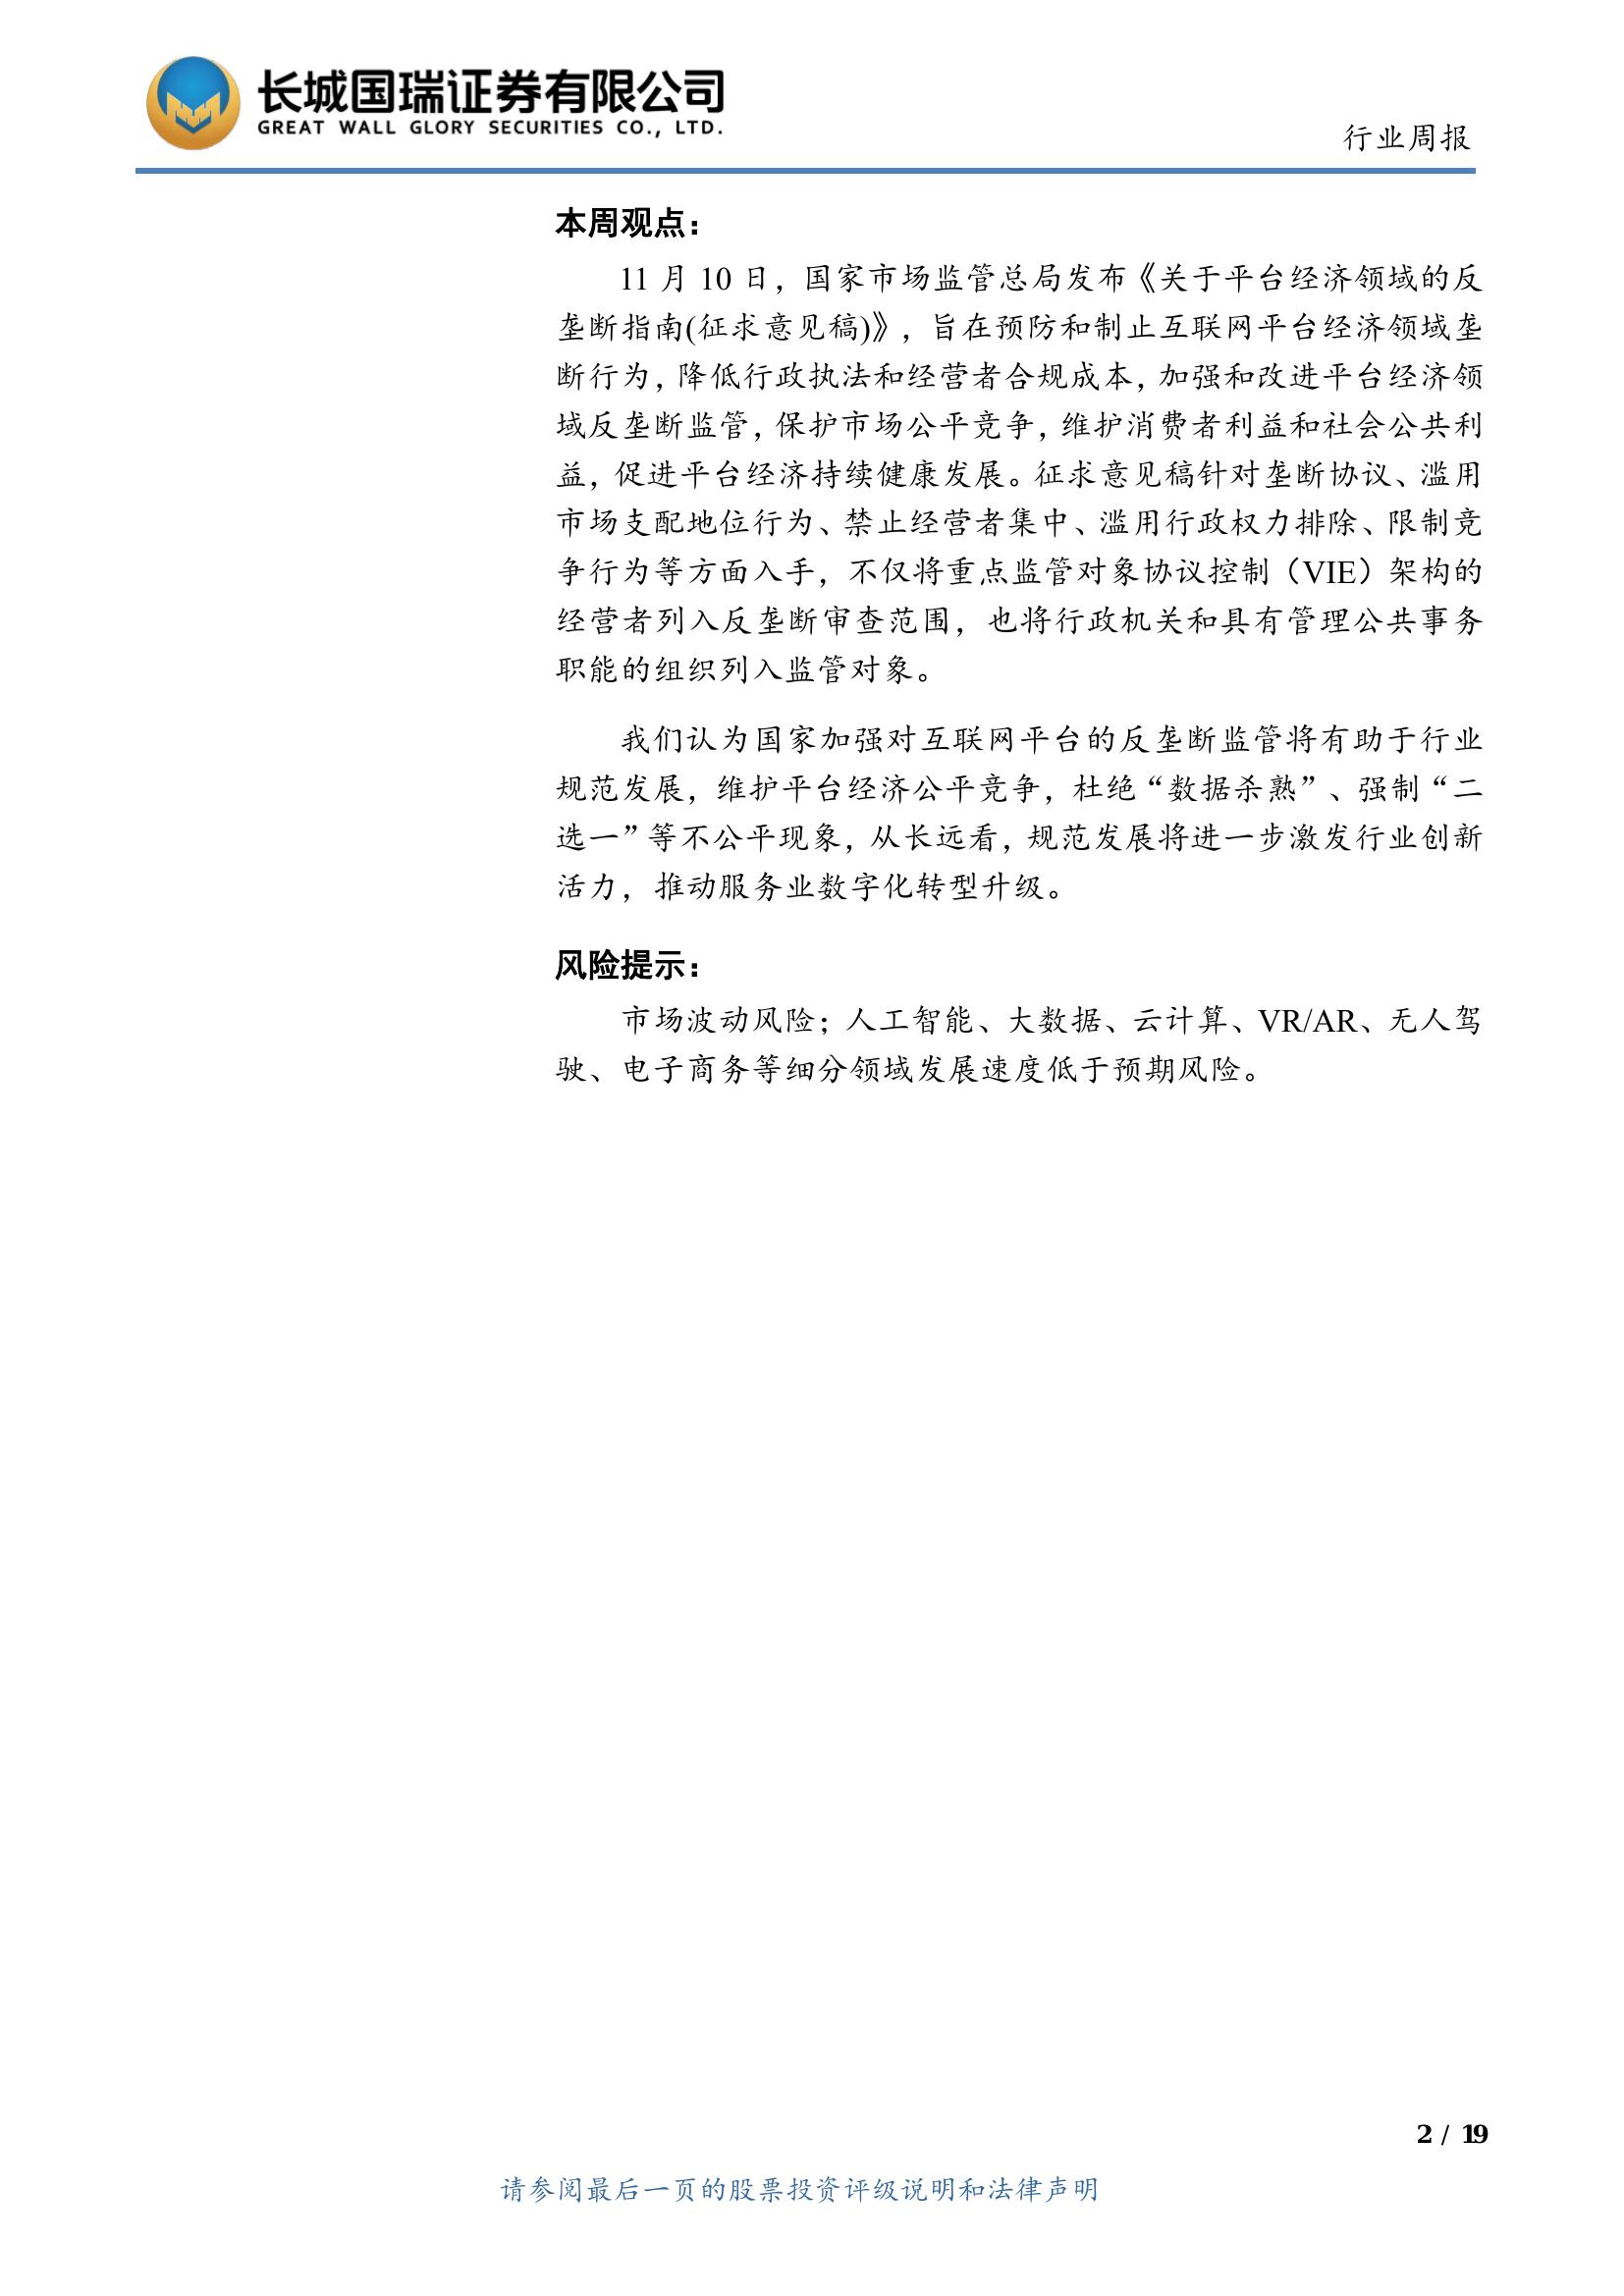 长城国瑞证券有限公司
GREAT WALL GLORY SECURITIES CO., LTD.
行业周报
本周观点：
11 月 10 日，国家市场监管总局发布《关于平台经济领域的反
垄断指南(征求意见稿)》，旨在预防和制止互联网平台经济领域垄
断行为，降低行政执法和经营者合规成本，加强和改进平台经济领
域反垄断监管，保护市场公平竞争，维护消费者利益和社会公共利
益，促进平台经济持续健康发展。征求意见稿针对垄断协议、滥用
市场支配地位行为、禁止经营者集中、滥用行政权力排除、限制竞
争行为等方面入手，不仅将重点监管对象协议控制（VIE）架构的
经营者列入反垄断审查范围，也将行政机关和具有管理公共事务
职能的组织列入监管对象。
我们认为国家加强对互联网平台的反垄断监管将有助于行业
规范发展，维护平台经济公平竞争，杜绝“数据杀熟”、强制“二
选一”等不公平现象，从长远看，规范发展将进一步激发行业创新
活力，推动服务业数字化转型升级。
风险提示：
市场波动风险；人工智能、大数据、云计算、VR/AR、无人驾
驶、电子商务等细分领域发展速度低于预期风险。
2 / 19
请参阅最后一页的股票投资评级说明和法律声明